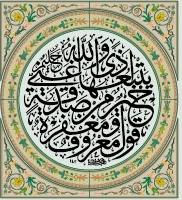 قول معروف ومغفرة خير من صدقة يتبعها أذى والله غني حليم